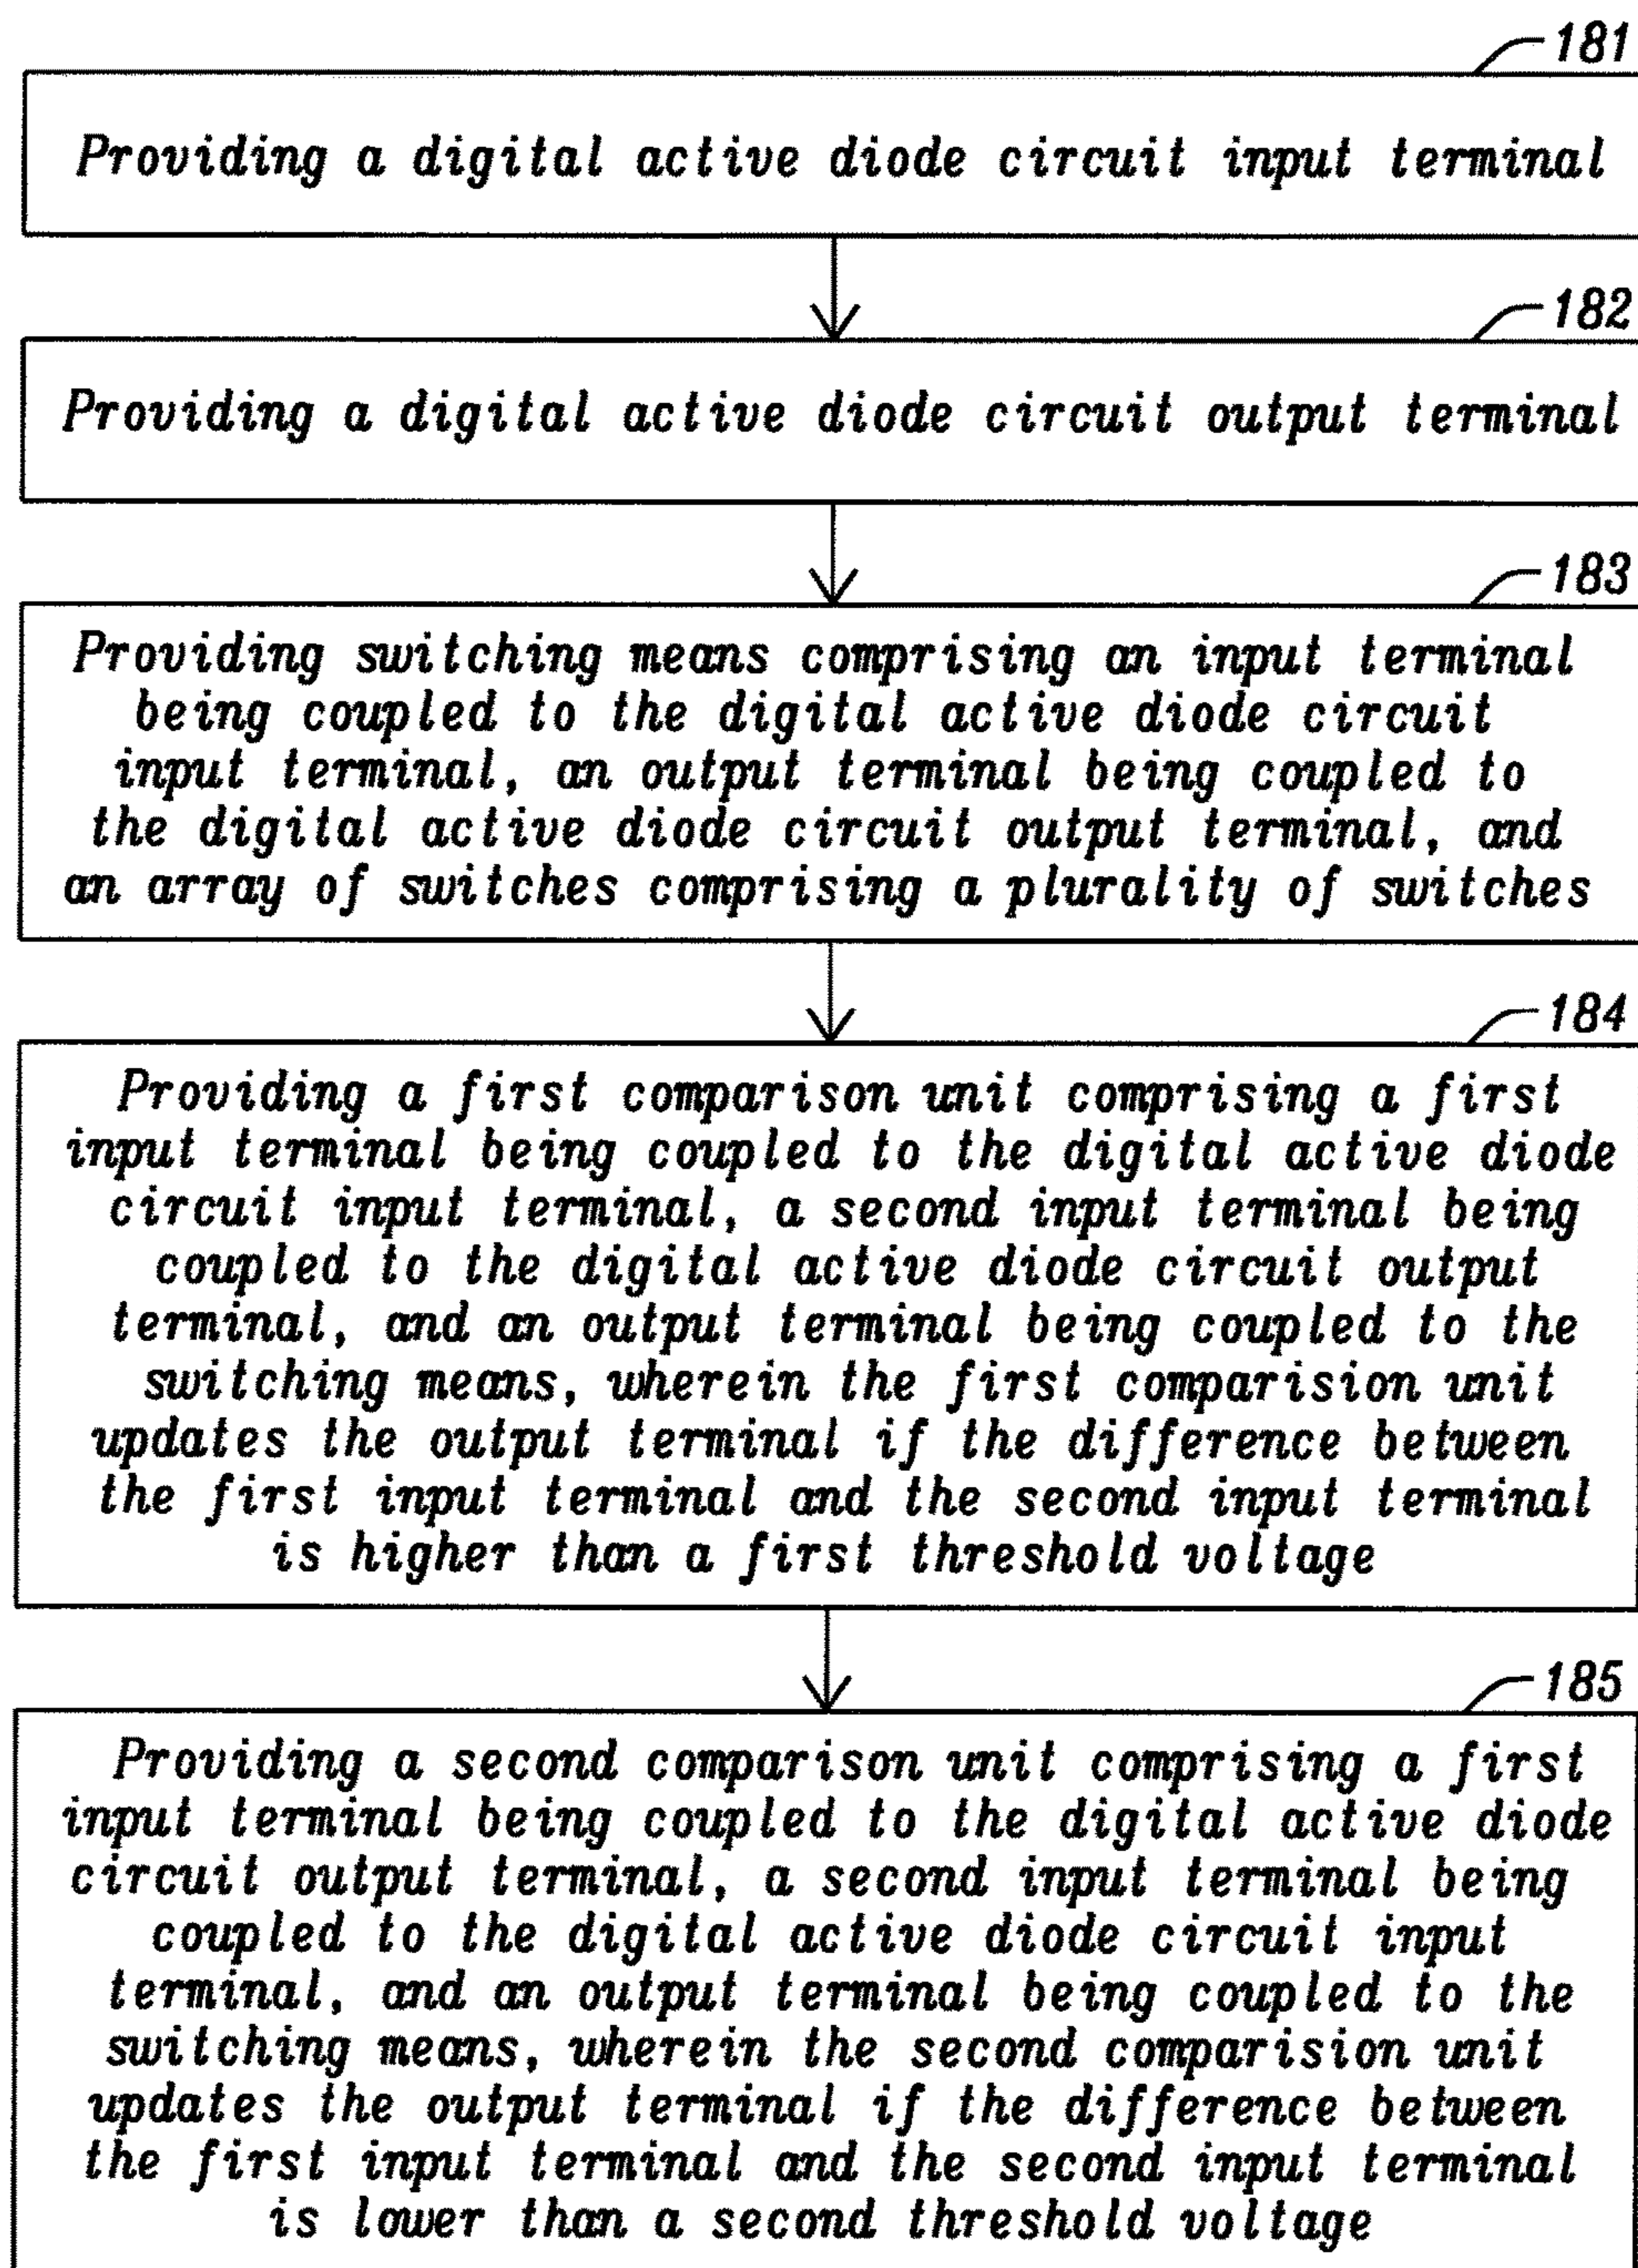 181
Providing a digital active diode circuit input terminal
182
Providing a digital active diode circuit output terminal
183
Providing switching means comprising an input terminal
being coupled to the digital active diode circuit
input terminal, an output terminal being coupled to
the digital active diode circuit output terminal, and
an array of switches comprising a plurality of switches
184
Providing a first comparison unit comprising a first
input terminal being coupled to the digital active diode
circuit input terminal, a second input terminal being
coupled to the digital active diode circuit output
terminal, and an output terminal being coupled to the
switching means, wherein the first comparision unit
updates the output terminal if the difference between
the first input terminal and the second input terminal
is higher than a first threshold voltage
185
Providing a second comparison unit comprising a first
input terminal being coupled to the digital active diode
circuit output terminal, a second input terminal being
coupled to the digital active diode circuit input
terminal, and an output terminal being coupled to the
switching means, wherein the second comparision unit
updates the output terminal if the difference between
the first input terminal and the second input terminal
is lower than a second threshold voltage